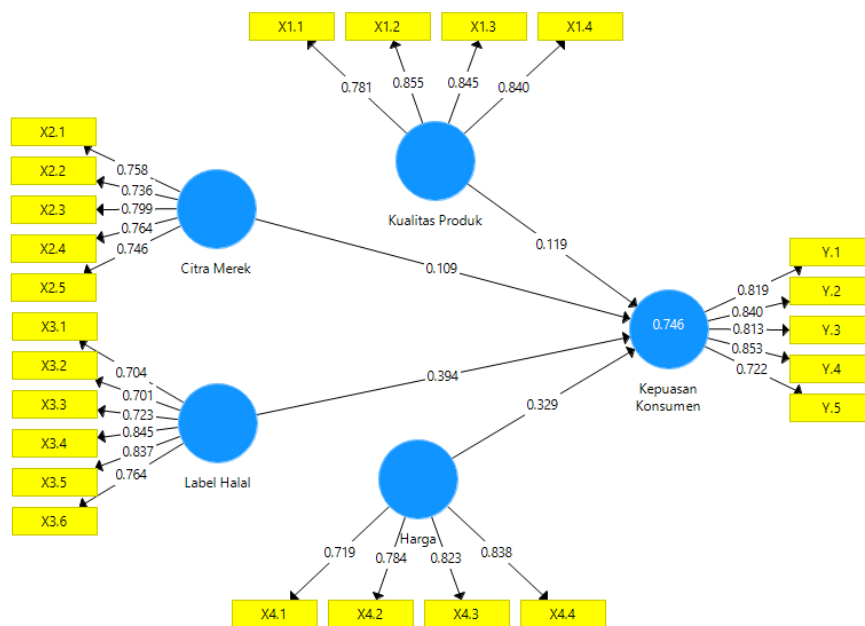 X1.1
X1.2
X1.3
X1.4
0.781
0.855
0.845
0.840
Kualitas Produk
X2.1
X2.2
X2.3
X2.4
X2.5
0.758
0.736
0.799
0.764
0.746
Citra Merek
0.119
0.109
X3.1
X3.2
X3.3
X3.4
X3.5
X3.6
0.704
0.701
0.723
0.845
0.837
0.764
Label Halal
0.394
0.329
0.746
Kepuasan
Konsumen
0.819
0.840
0.813
0.853
0.722
Y.1
Y.2
Y.3
Y.4
Y.5
Harga
0.719
0.784
0.823
0.838
X4.1
X4.2
X4.3
X4.4